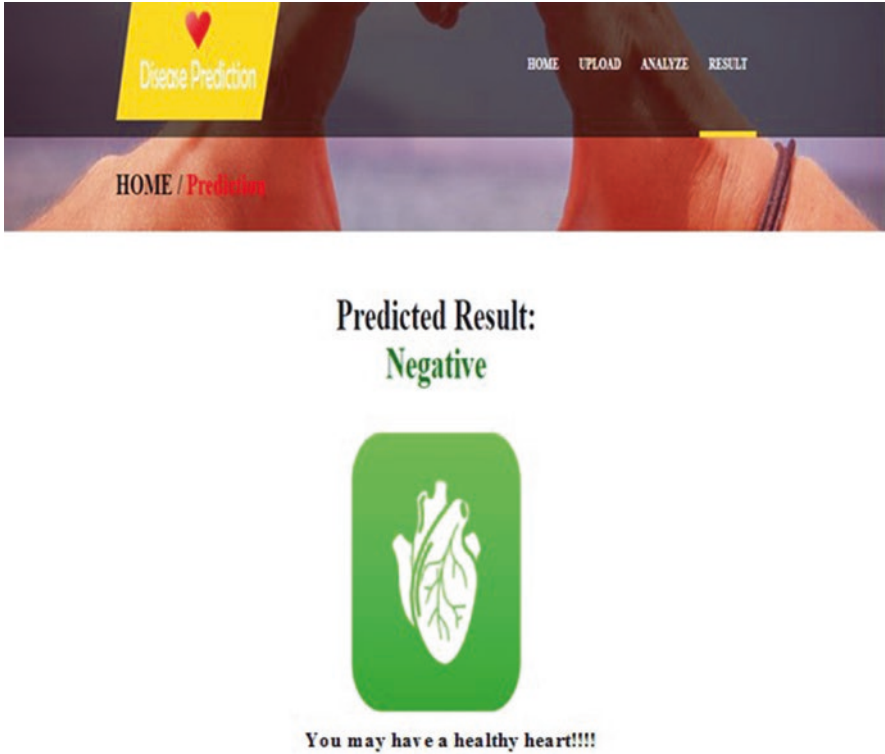 Disease Prediction
HOME UPLOAD ANALYZE RESULT
HOME / Prediction
Predicted Result:
Negative
You may have a healthy heart!!!!